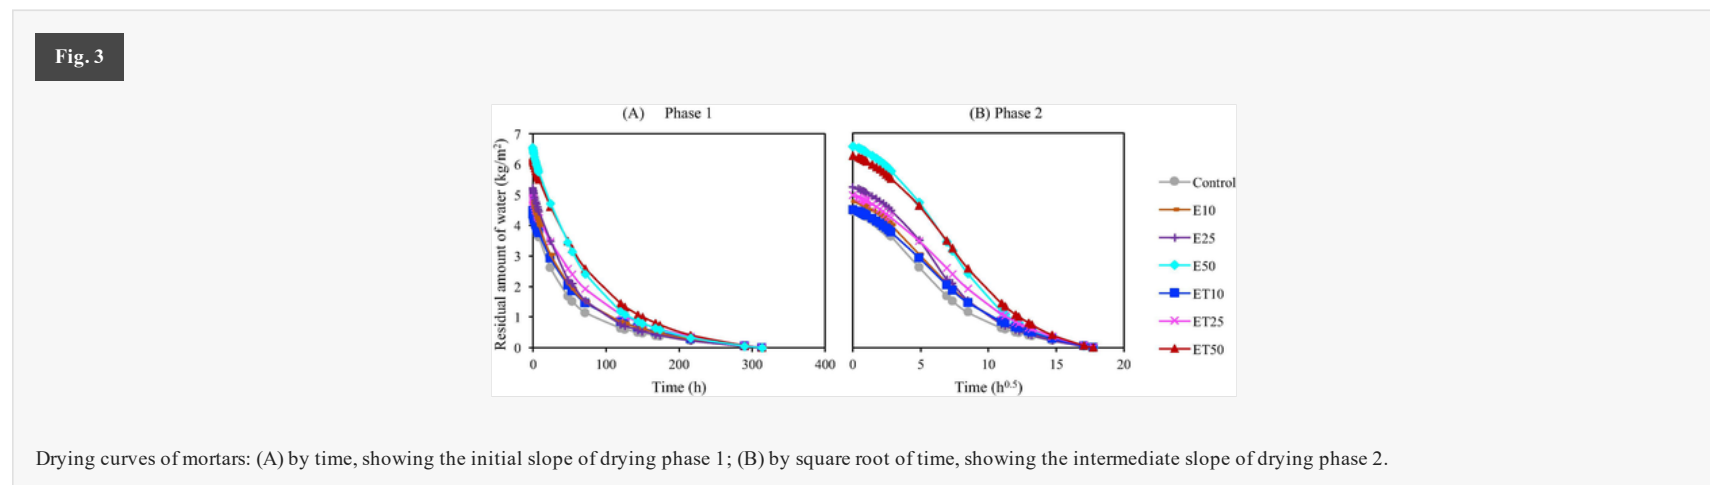 Fig. 3
(A) Phase 1
(B) Phase 2
Residual amount of water (kg/m²)
7
6
5
4
3
2
1
0
0 100 200 300 400
Time (h)
0 5 10 15 20
Time (h⁰·⁵)
Control
E10
E25
E50
ET10
ET25
ET50
Drying curves of mortars: (A) by time, showing the initial slope of drying phase 1; (B) by square root of time, showing the intermediate slope of drying phase 2.